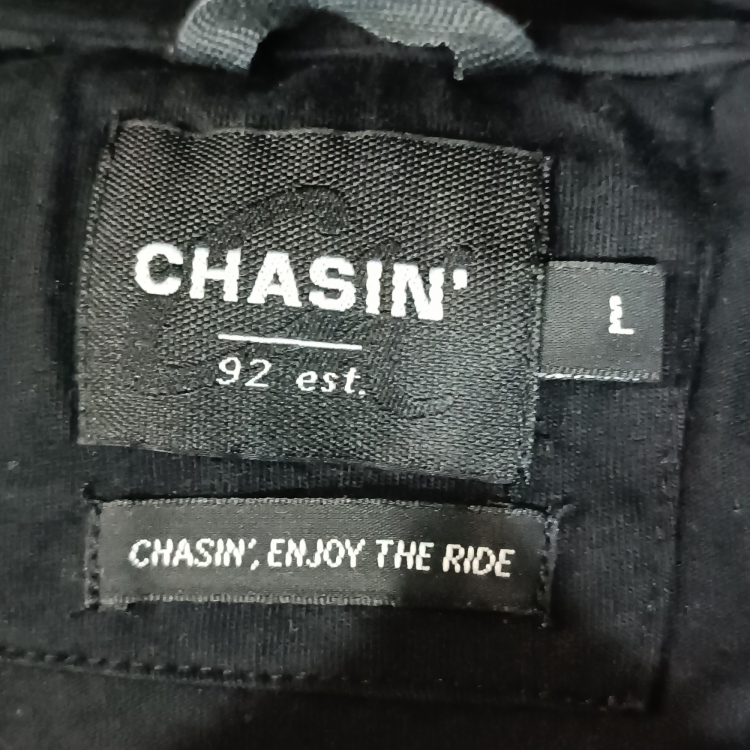 CHASIN'
92 est.
L
CHASIN', ENJOY THE RIDE